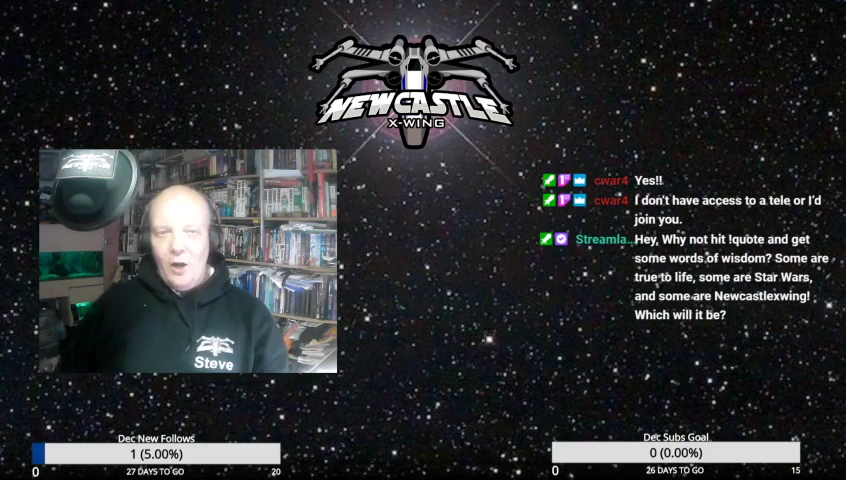 NEWCASTLE
X-WING
cwar4 Yes!!
cwar4 I don't have access to a tele or I'd
join you.
Streamla... Hey, Why not hit !quote and get
some words of wisdom? Some are
true to life, some are Star Wars,
and some are Newcastlexwing!
Which will it be?
Steve
Dec New Follows
1 (5.00%)
0 27 DAYS TO GO 20
Dec Subs Goal
0 (0.00%)
0 26 DAYS TO GO 15